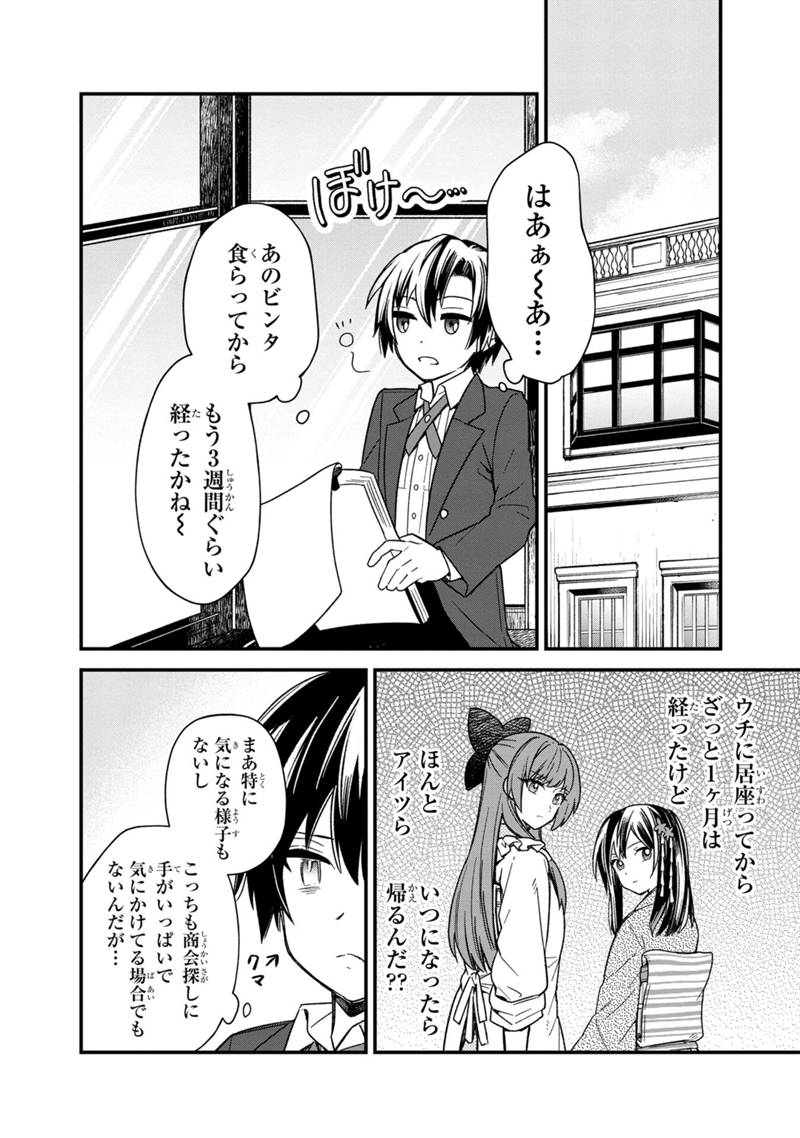 はあぁ〜あ…
ぼけ〜…
あのビンタ
食らってから
もう3週間ぐらい
経ったかね〜
ウチに居座ってから
ざっと1ヶ月は
経ったけど
ほんと
アイツら
いつになったら
帰るんだ??
まあ特に
気になる様子も
ないし
クマ
こっちも商会探しに
手がいっぱいで
気にかけてる場合でも
ないんだが…